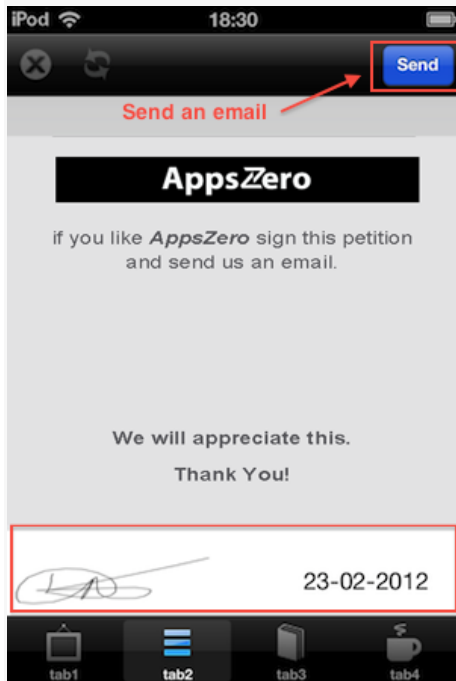 iPod 18:30
Send
Send an email
AppsZero
if you like AppsZero sign this petition
and send us an email.
We will appreciate this.
Thank You!
23-02-2012
tab1 tab2 tab3 tab4